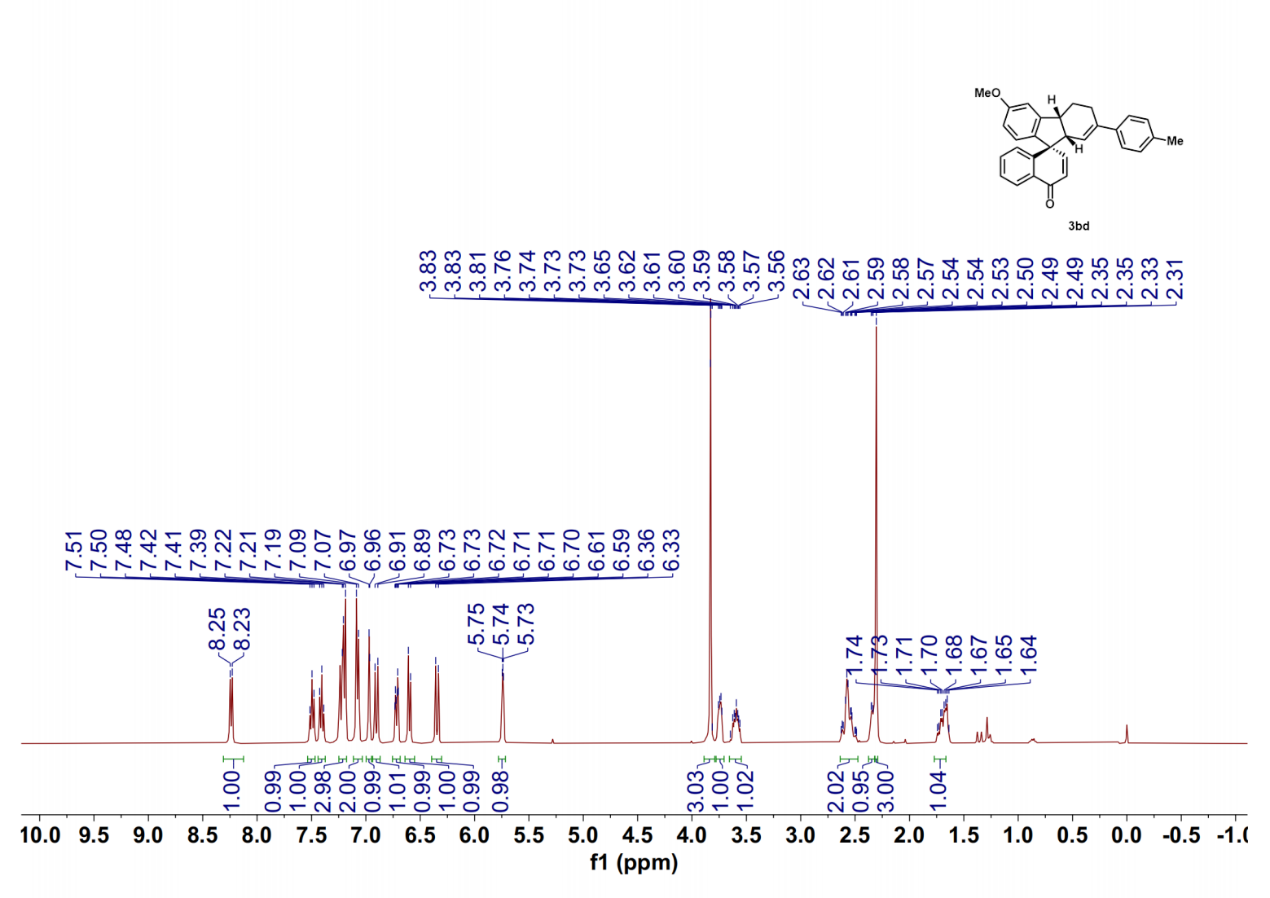 MeO
H
Me
H
O
3bd
3.83 3.83 3.81 3.76 3.74 3.73 3.73 3.65 3.62 3.61 3.60 3.59 3.58 3.57 3.56 2.63 2.62 2.61 2.59 2.58 2.57 2.54 2.54 2.53 2.50 2.49 2.49 2.35 2.35 2.33 2.31
7.51 7.50 7.48 7.42 7.41 7.39 7.22 7.21 7.19 7.09 7.07 6.97 6.96 6.91 6.89 6.73 6.73 6.72 6.71 6.71 6.70 6.61 6.59 6.36 6.33
8.25 8.23 5.75 5.74 5.73 1.74 1.73 1.71 1.70 1.68 1.67 1.65 1.64
1.00 0.99 1.00 2.98 2.00 0.99 1.01 0.99 1.00 0.99 0.98 3.03 1.00 1.02 2.02 0.95 3.00 1.04
10.0 9.5 9.0 8.5 8.0 7.5 7.0 6.5 6.0 5.5 5.0 4.5 4.0 3.5 3.0 2.5 2.0 1.5 1.0 0.5 0.0 -0.5
f1 (ppm)